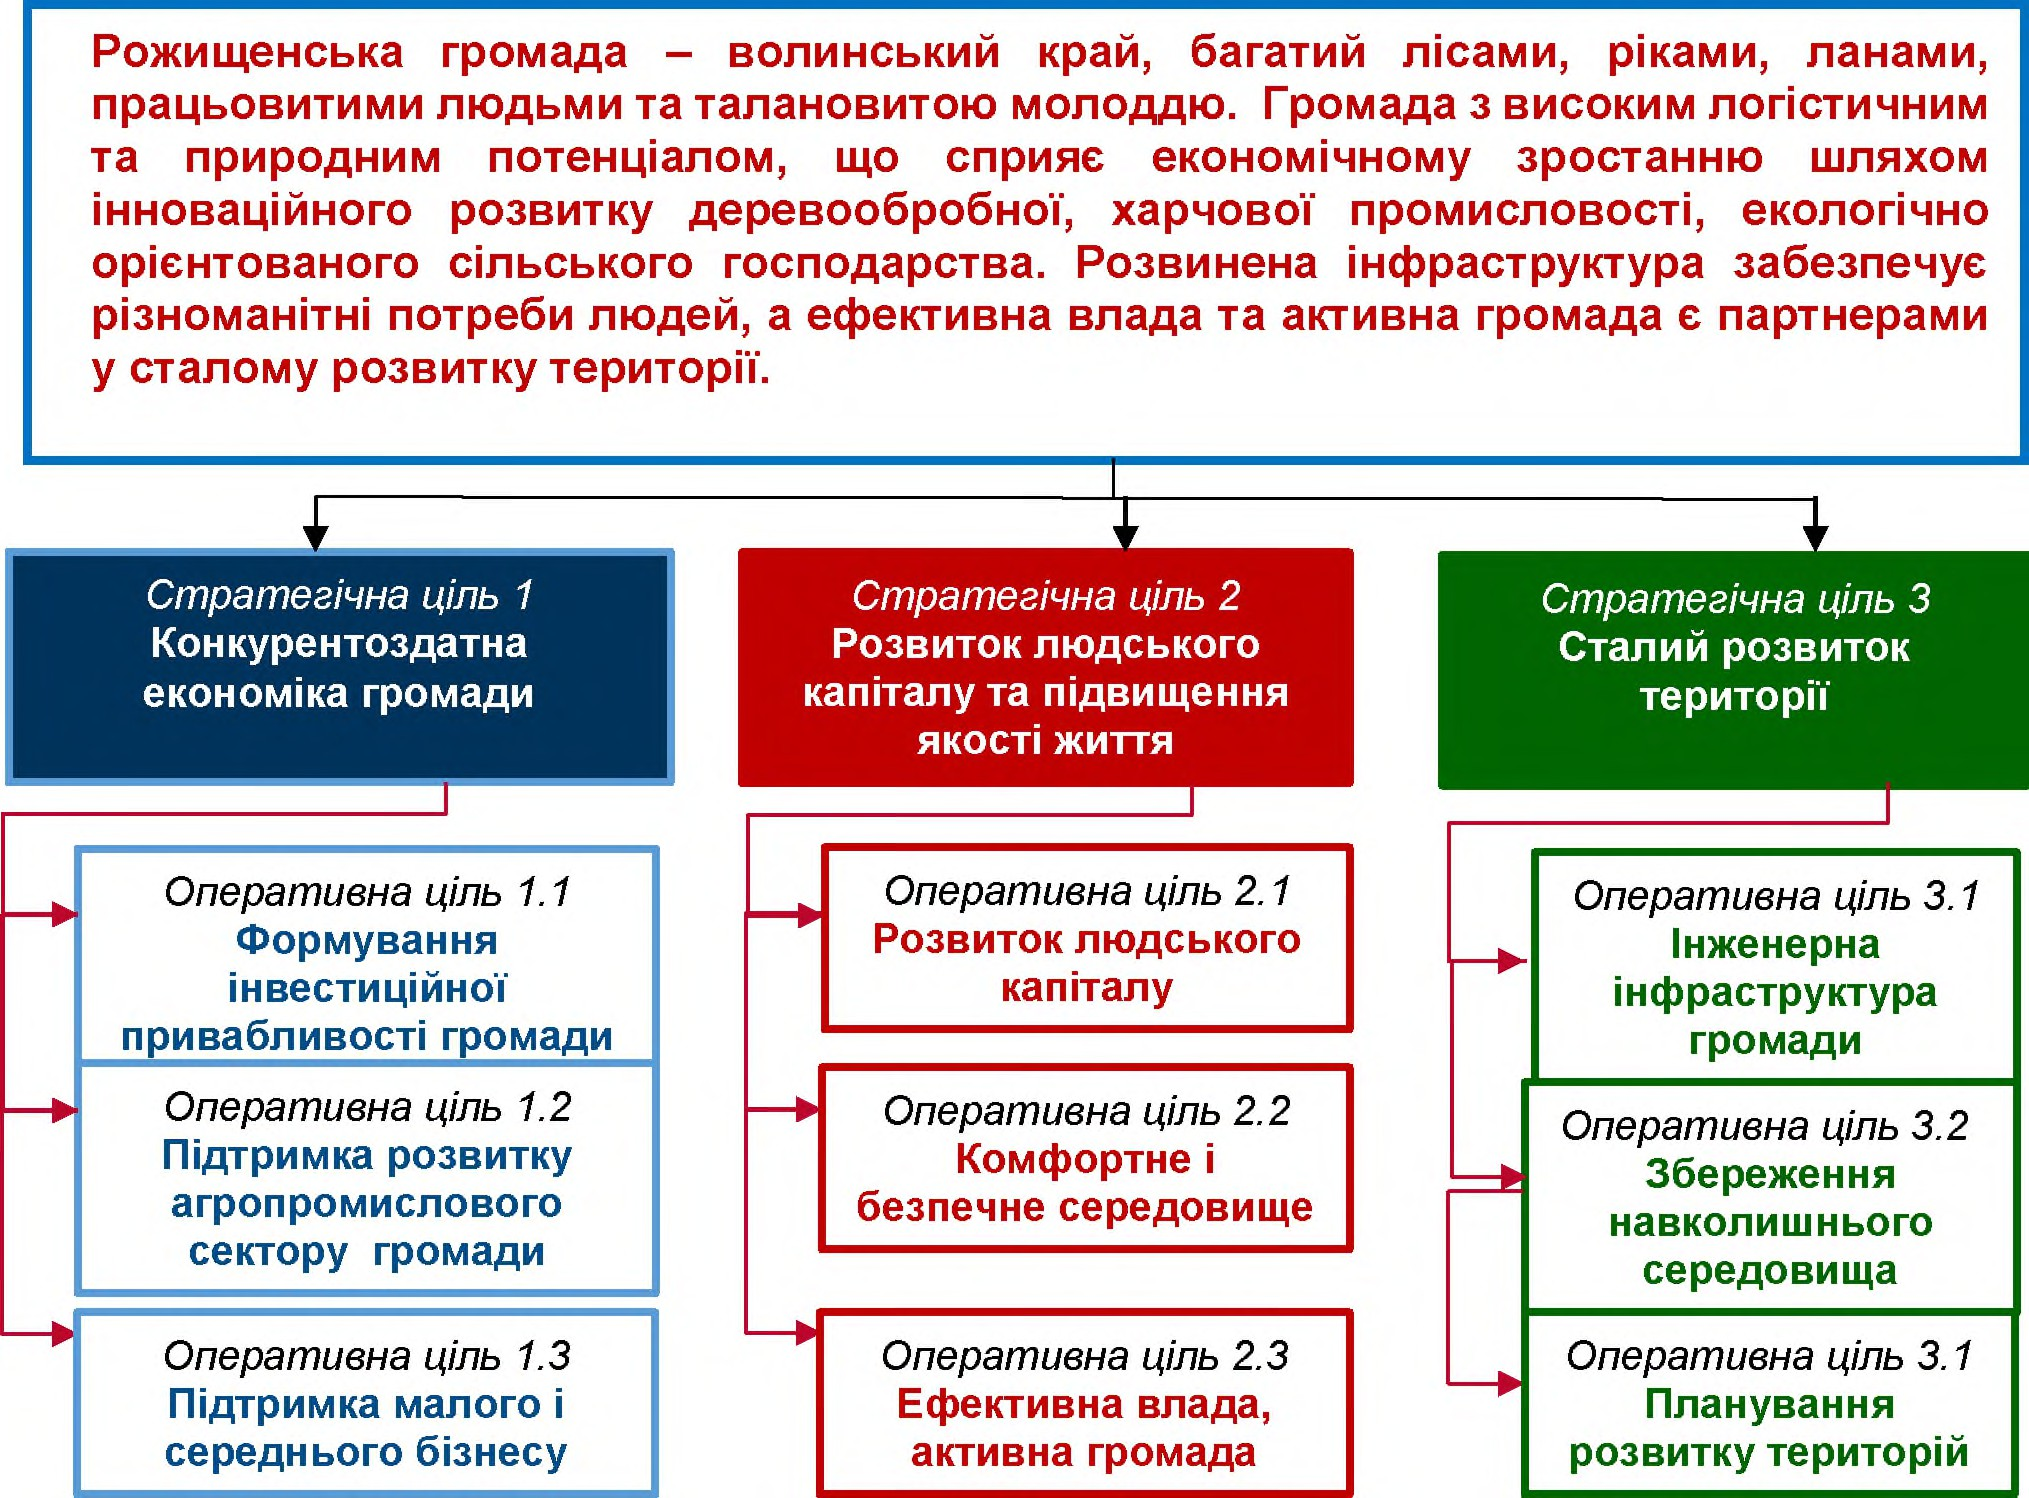 Рожищенська громада – волинський край, багатий лісами, ріками, ланами,
працьовитими людьми та талановитою молоддю. Громада з високим логістичним
та природним потенціалом, що сприяє економічному зростанню шляхом
інноваційного розвитку деревообробної, харчової промисловості, екологічно
орієнтованого сільського господарства. Розвинена інфраструктура забезпечує
різноманітні потреби людей, а ефективна влада та активна громада є партнерами
у сталому розвитку території.
Стратегічна ціль 1
Конкурентоздатна
економіка громади
Стратегічна ціль 2
Розвиток людського
капіталу та підвищення
якості життя
Стратегічна ціль 3
Сталий розвиток
території
Оперативна ціль 1.1
Формування
інвестиційної
привабливості громади
Оперативна ціль 1.2
Підтримка розвитку
агропромислового
сектору  громади
Оперативна ціль 1.3
Підтримка малого і
середнього бізнесу
Оперативна ціль 2.1
Розвиток людського
капіталу
Оперативна ціль 2.2
Комфортне і
безпечне середовище
Оперативна ціль 2.3
Ефективна влада,
активна громада
Оперативна ціль 3.1
Інженерна
інфраструктура
громади
Оперативна ціль 3.2
Збереження
навколишнього
середовища
Оперативна ціль 3.1
Планування
розвитку територій